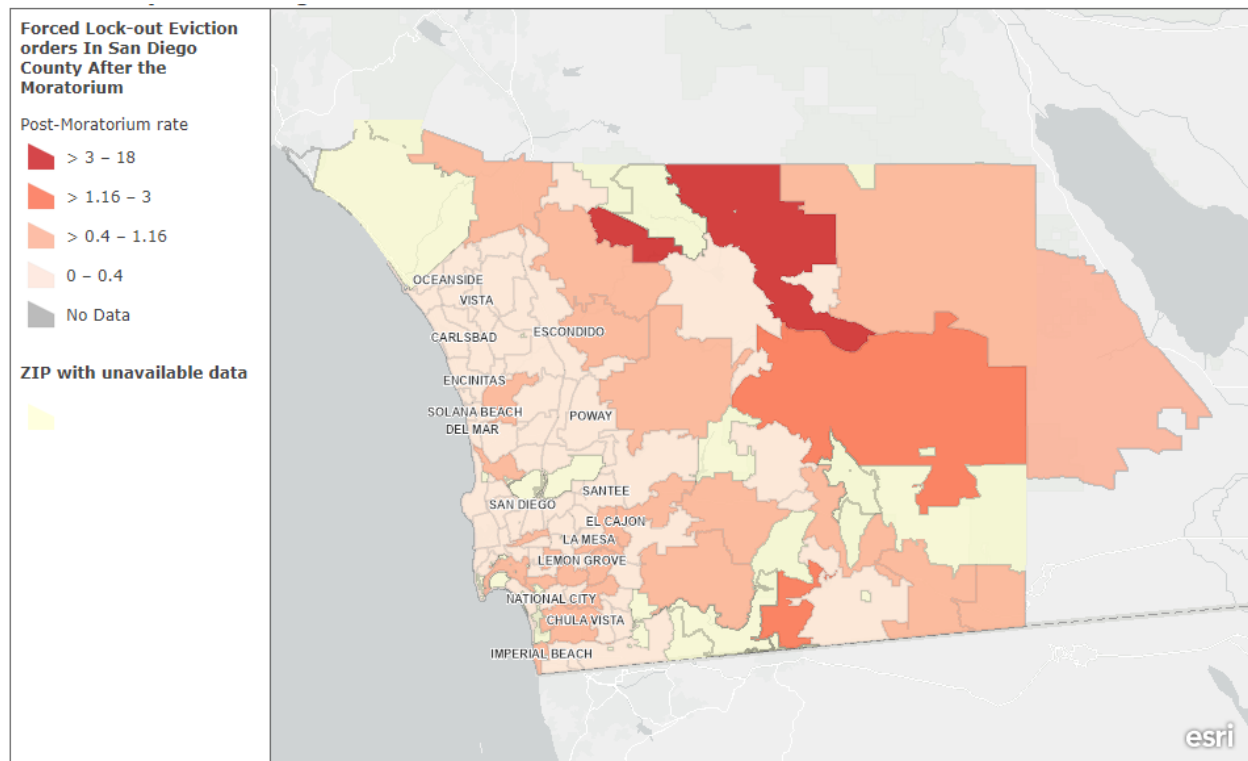 Forced Lock-out Eviction
orders In San Diego
County After the
Moratorium
Post-Moratorium rate
> 3 – 18
> 1.16 – 3
> 0.4 – 1.16
0 – 0.4
No Data
ZIP with unavailable data
OCEANSIDE
VISTA
ESCONDIDO
CARLSBAD
ENCINITAS
SOLANA BEACH
POWAY
DEL MAR
SANTEE
SAN DIEGO
EL CAJON
LA MESA
LEMON GROVE
NATIONAL CITY
CHULA VISTA
IMPERIAL BEACH
esri